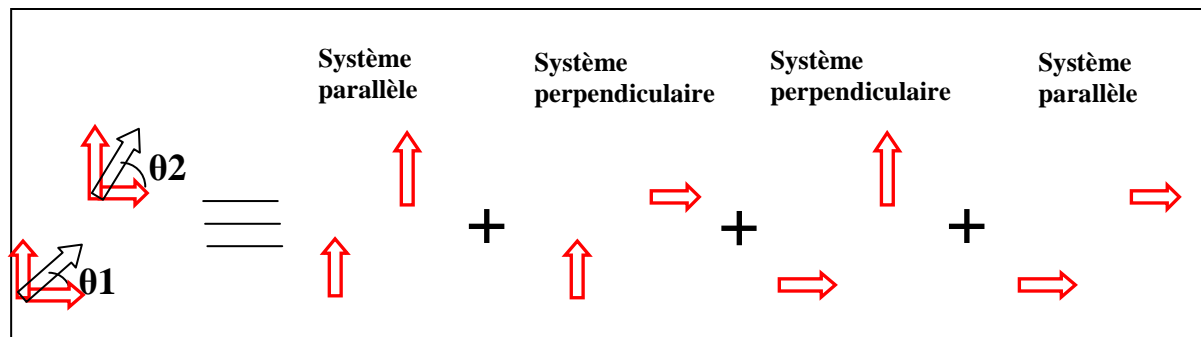 Système
parallèle
Système
perpendiculaire
Système
perpendiculaire
Système
parallèle
θ2
+
+
+
θ1